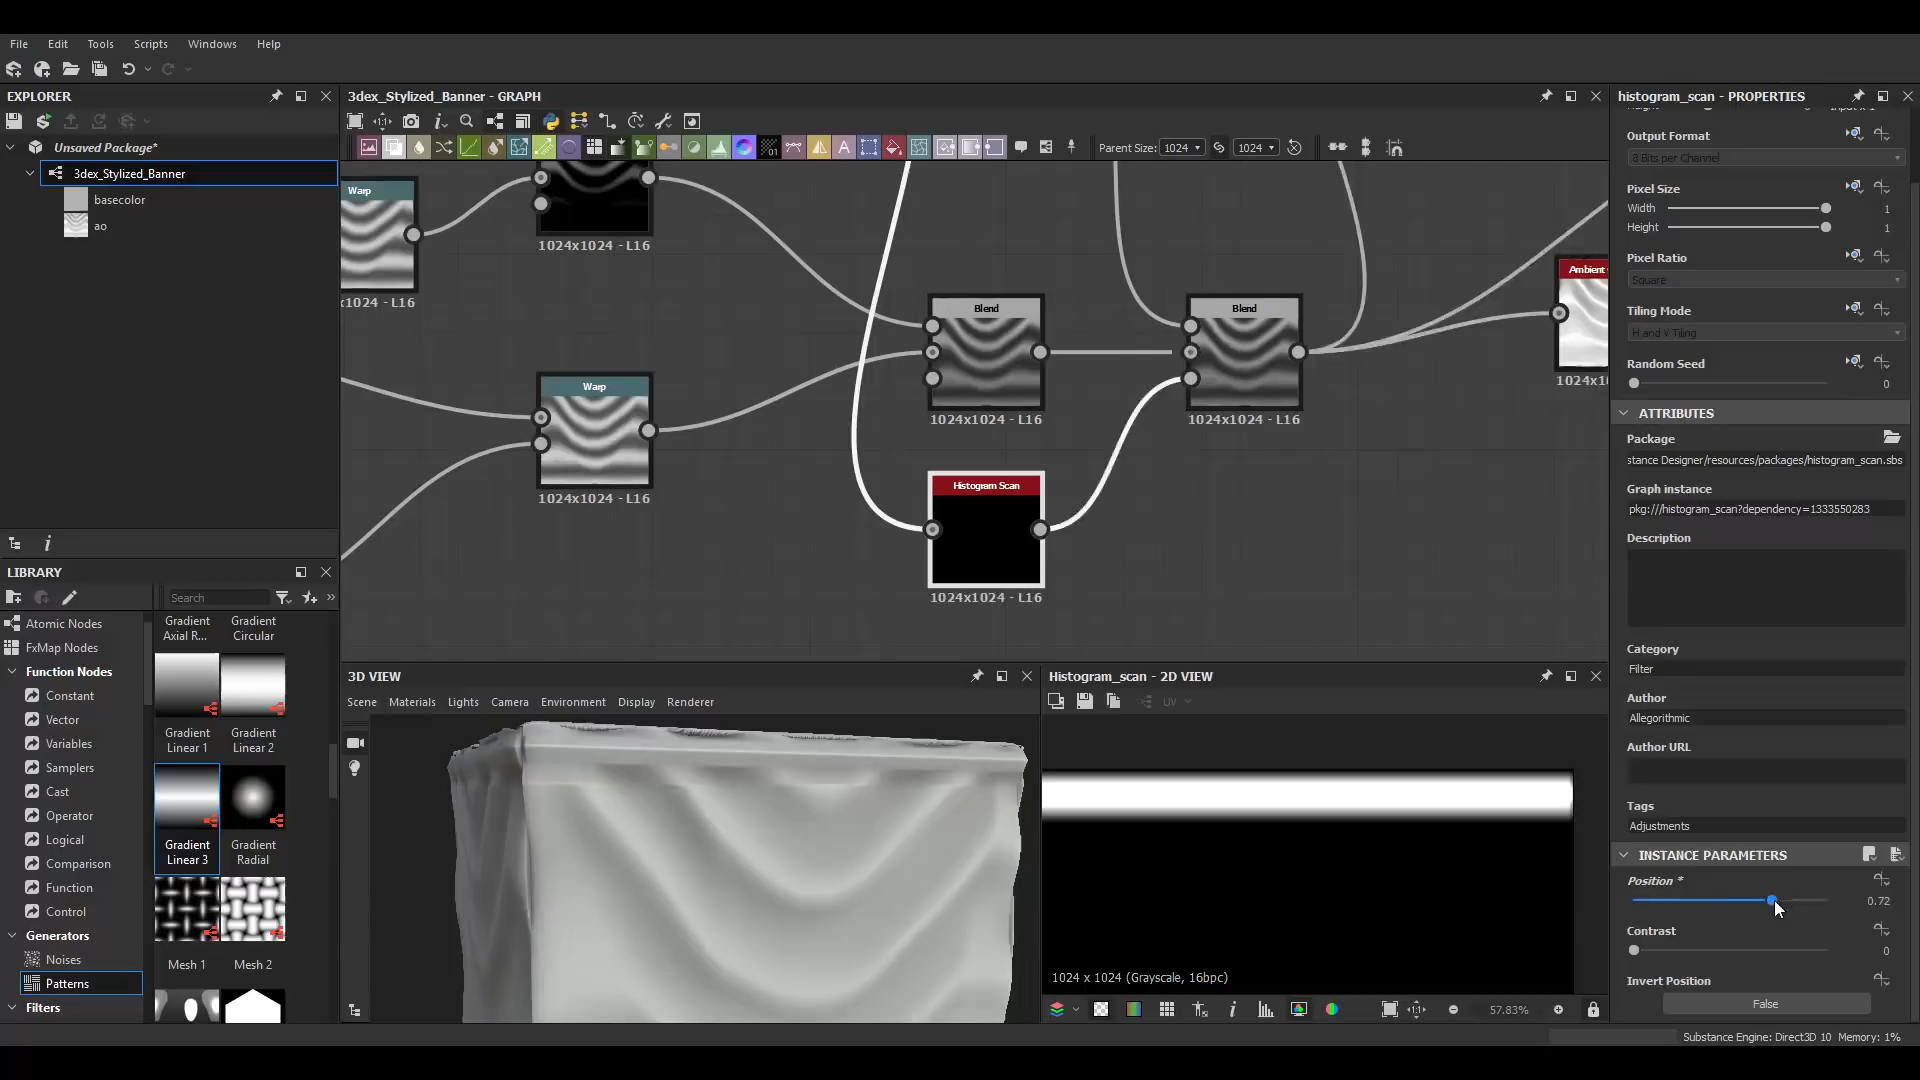 File Edit Tools Scripts Windows Help
EXPLORER
Unsaved Package*
3dex_Stylized_Banner
basecolor
ao
LIBRARY
Search
Atomic Nodes
FxMap Nodes
Function Nodes
Constant
Vector
Variables
Samplers
Cast
Operator
Logical
Comparison
Function
Control
Generators
Noises
Patterns
Filters
Gradient Axial R...
Gradient Circular
Gradient Linear 1
Gradient Linear 2
Gradient Linear 3
Gradient Radial
Mesh 1
Mesh 2
3dex_Stylized_Banner - GRAPH
Parent Size: 1024 1024
Warp
x1024 - L16
1024x1024 - L16
Warp
1024x1024 - L16
Blend
1024x1024 - L16
Blend
1024x1024 - L16
Histogram Scan
1024x1024 - L16
Ambient
1024x1
3D VIEW
Scene Materials Lights Camera Environment Display Renderer
Histogram_scan - 2D VIEW
UV
1024 x 1024 (Grayscale, 16bpc)
57.83%
histogram_scan - PROPERTIES
Output Format
8 Bits per Channel
Pixel Size
Width 1
Height 1
Pixel Ratio
Square
Tiling Mode
H and V Tiling
Random Seed
0
ATTRIBUTES
Package
stance Designer/resources/packages/histogram_scan.sbs
Graph instance
pkg:///histogram_scan?dependency=1333550283
Description
Category
Filter
Author
Allegorithmic
Author URL
Tags
Adjustments
INSTANCE PARAMETERS
Position *
0.72
Contrast
0
Invert Position
False
Substance Engine: Direct3D 10 Memory: 1%